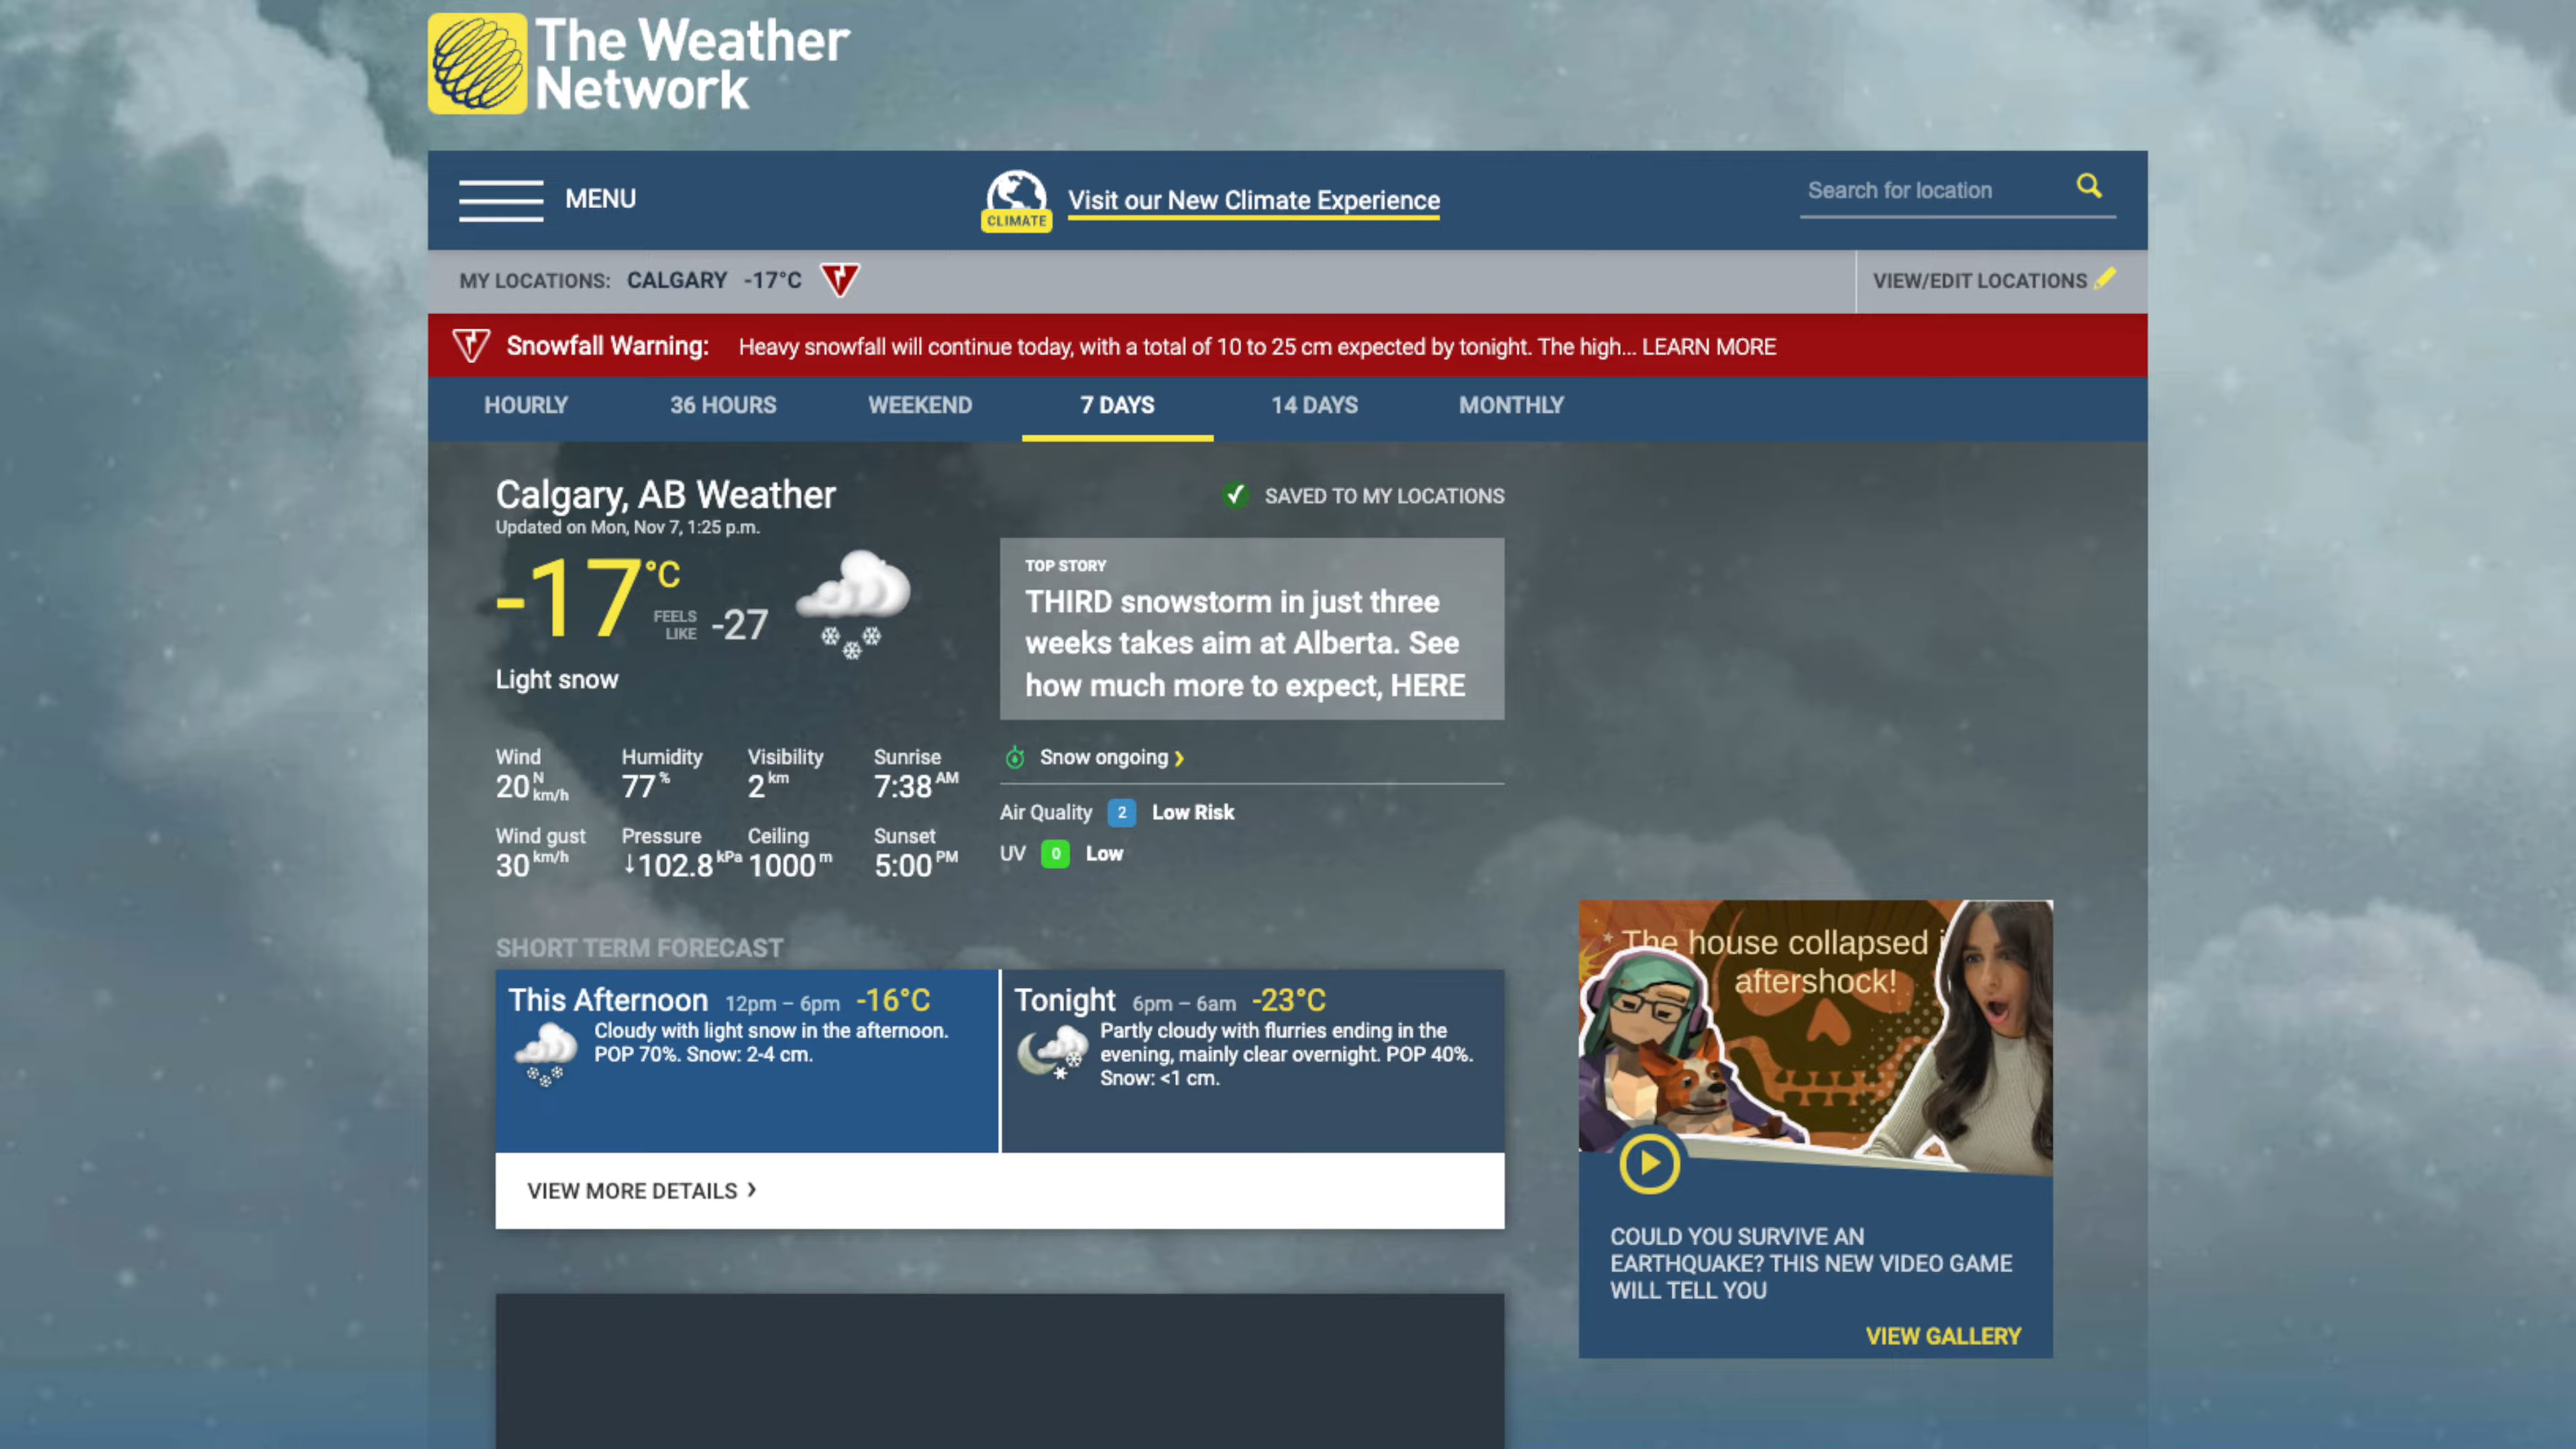 The Weather
Network
MENU
CLIMATE
Visit our New Climate Experience
Search for location
MY LOCATIONS: CALGARY -17°C
VIEW/EDIT LOCATIONS
Snowfall Warning: Heavy snowfall will continue today, with a total of 10 to 25 cm expected by tonight. The high... LEARN MORE
HOURLY 36 HOURS WEEKEND 7 DAYS 14 DAYS MONTHLY
Calgary, AB Weather
Updated on Mon, Nov 7, 1:25 p.m.
-17°C
FEELS LIKE -27
Light snow
SAVED TO MY LOCATIONS
TOP STORY
THIRD snowstorm in just three
weeks takes aim at Alberta. See
how much more to expect, HERE
Wind Humidity Visibility Sunrise
20 N km/h 77 % 2 km 7:38 AM
Wind gust Pressure Ceiling Sunset
30 km/h ↓102.8 kPa 1000 m 5:00 PM
Snow ongoing ›
Air Quality 2 Low Risk
UV 0 Low
SHORT TERM FORECAST
This Afternoon 12pm – 6pm -16°C
Cloudy with light snow in the afternoon.
POP 70%. Snow: 2-4 cm.
Tonight 6pm – 6am -23°C
Partly cloudy with flurries ending in the
evening, mainly clear overnight. POP 40%.
Snow: <1 cm.
VIEW MORE DETAILS ›
The house collapsed
aftershock!
COULD YOU SURVIVE AN
EARTHQUAKE? THIS NEW VIDEO GAME
WILL TELL YOU
VIEW GALLERY